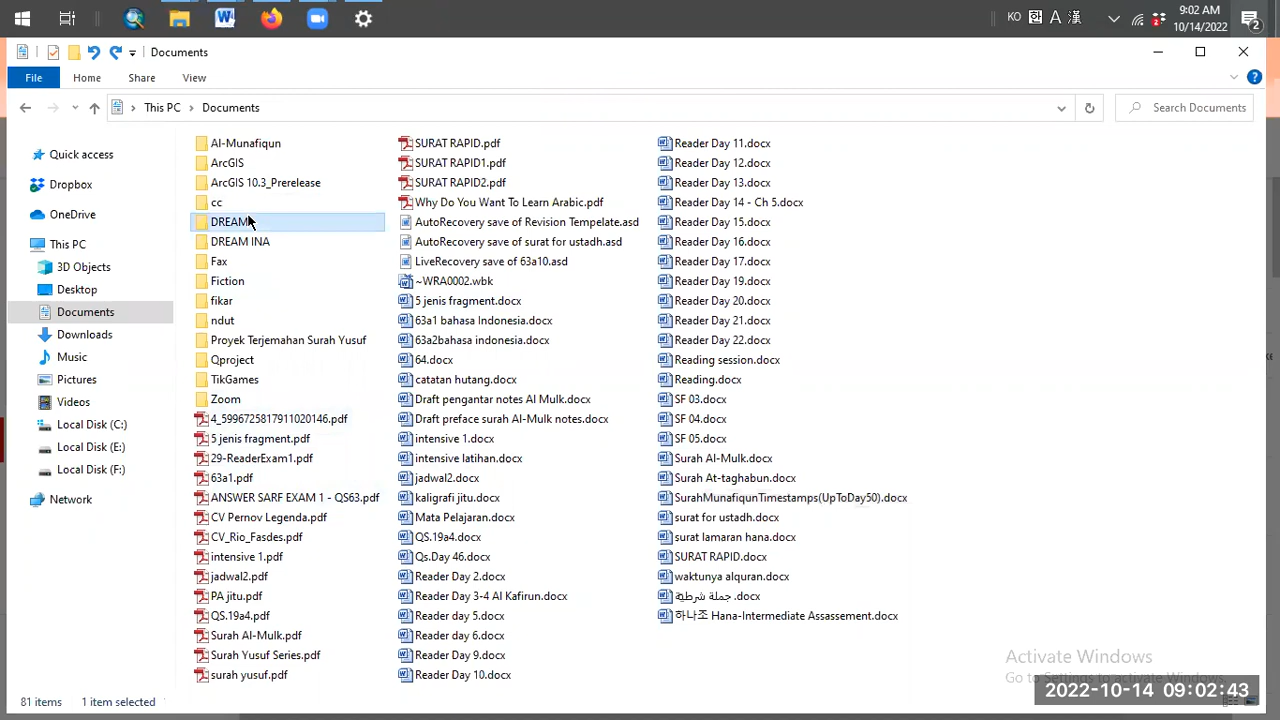 KO 한 A 漢
9:02 AM
10/14/2022
2
Documents
File Home Share View
This PC Documents
Search Documents
Quick access
Dropbox
OneDrive
This PC
3D Objects
Desktop
Documents
Downloads
Music
Pictures
Videos
Local Disk (C:)
Local Disk (E:)
Local Disk (F:)
Network
Al-Munafiqun
ArcGIS
ArcGIS 10.3_Prerelease
cc
DREAM
DREAM INA
Fax
Fiction
fikar
ndut
Proyek Terjemahan Surah Yusuf
Qproject
TikGames
Zoom
4_5996725817911020146.pdf
5 jenis fragment.pdf
29-ReaderExam1.pdf
63a1.pdf
ANSWER SARF EXAM 1 - QS63.pdf
CV Pernov Legenda.pdf
CV_Rio_Fasdes.pdf
intensive 1.pdf
jadwal2.pdf
PA jitu.pdf
QS.19a4.pdf
Surah Al-Mulk.pdf
Surah Yusuf Series.pdf
surah yusuf.pdf
SURAT RAPID.pdf
SURAT RAPID1.pdf
SURAT RAPID2.pdf
Why Do You Want To Learn Arabic.pdf
AutoRecovery save of Revision Tempelate.asd
AutoRecovery save of surat for ustadh.asd
LiveRecovery save of 63a10.asd
~WRA0002.wbk
5 jenis fragment.docx
63a1 bahasa Indonesia.docx
63a2bahasa indonesia.docx
64.docx
catatan hutang.docx
Draft pengantar notes Al Mulk.docx
Draft preface surah Al-Mulk notes.docx
intensive 1.docx
intensive latihan.docx
jadwal2.docx
kaligrafi jitu.docx
Mata Pelajaran.docx
QS.19a4.docx
Qs.Day 46.docx
Reader Day 2.docx
Reader Day 3-4 Al Kafirun.docx
Reader day 5.docx
Reader day 6.docx
Reader Day 9.docx
Reader Day 10.docx
Reader Day 11.docx
Reader Day 12.docx
Reader Day 13.docx
Reader Day 14 - Ch 5.docx
Reader Day 15.docx
Reader Day 16.docx
Reader Day 17.docx
Reader Day 19.docx
Reader Day 20.docx
Reader Day 21.docx
Reader Day 22.docx
Reading session.docx
Reading.docx
SF 03.docx
SF 04.docx
SF 05.docx
Surah Al-Mulk.docx
Surah At-taghabun.docx
SurahMunafiqunTimestamps(UpToDay50).docx
surat for ustadh.docx
surat lamaran hana.docx
SURAT RAPID.docx
waktunya alquran.docx
جملة شرطية.docx
하나조 Hana-Intermediate Assassement.docx
Activate Windows
Go to Settings to activate Windows.
2022-10-14 09:02:43
81 items 1 item selected